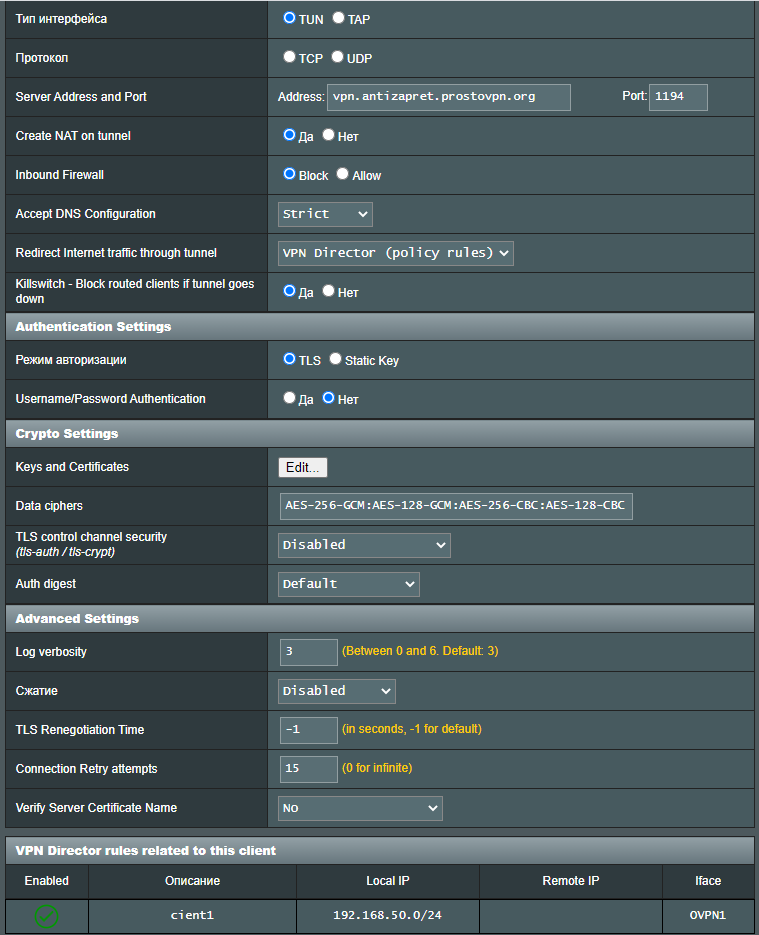 Тип интерфейса TUN TAP
Протокол TCP UDP
Server Address and Port Address: vpn.antizapret.prostovpn.org Port: 1194
Create NAT on tunnel Да Нет
Inbound Firewall Block Allow
Accept DNS Configuration Strict
Redirect Internet traffic through tunnel VPN Director (policy rules)
Killswitch - Block routed clients if tunnel goes
down Да Нет
Authentication Settings
Режим авторизации TLS Static Key
Username/Password Authentication Да Нет
Crypto Settings
Keys and Certificates Edit...
Data ciphers AES-256-GCM:AES-128-GCM:AES-256-CBC:AES-128-CBC
TLS control channel security
(tls-auth / tls-crypt) Disabled
Auth digest Default
Advanced Settings
Log verbosity 3 (Between 0 and 6. Default: 3)
Сжатие Disabled
TLS Renegotiation Time -1 (in seconds, -1 for default)
Connection Retry attempts 15 (0 for infinite)
Verify Server Certificate Name No
VPN Director rules related to this client
Enabled Описание Local IP Remote IP Iface
cient1 192.168.50.0/24 OVPN1